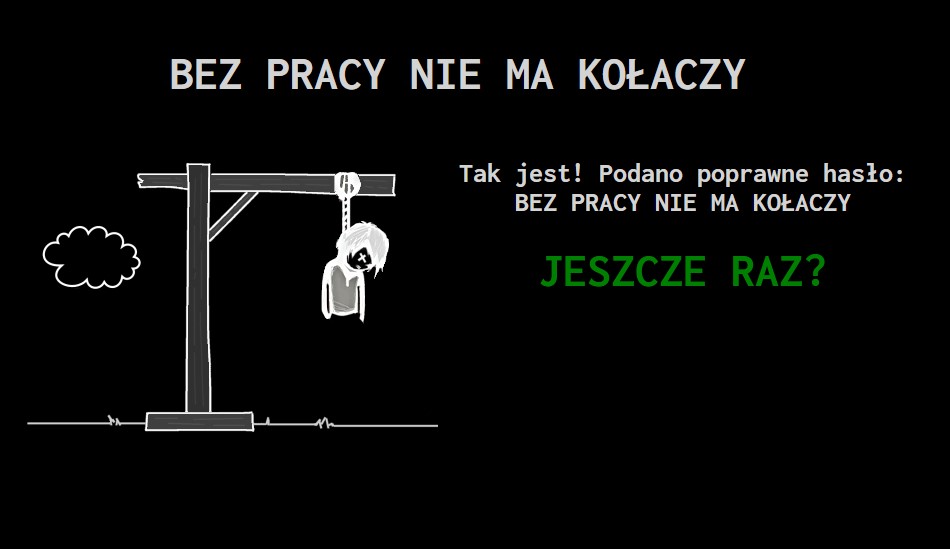 BEZ PRACY NIE MA KOŁACZY
Tak jest! Podano poprawne hasło:
BEZ PRACY NIE MA KOŁACZY
JESZCZE RAZ?